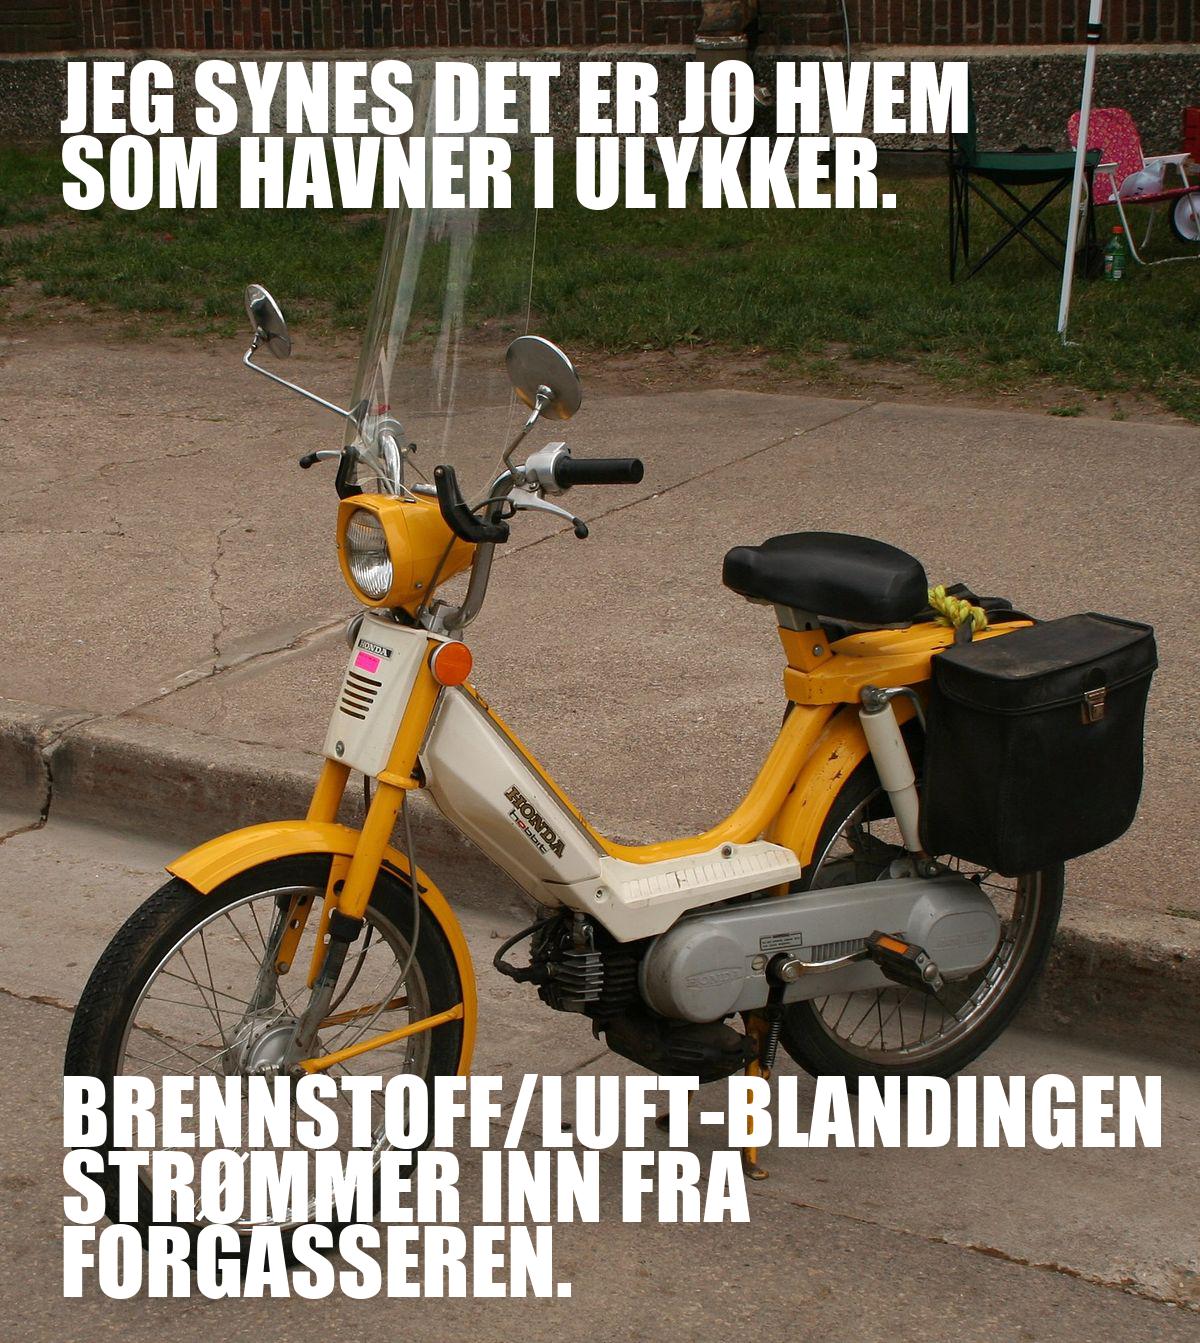 JEG SYNES DET ER JO HVEM
SOM HAVNER I ULYKKER.
HONDA
HONDA
hobbit
HONDA
BRENNSTOFF/LUFT-BLANDINGEN
STRØMMER INN FRA
FORGASSEREN.